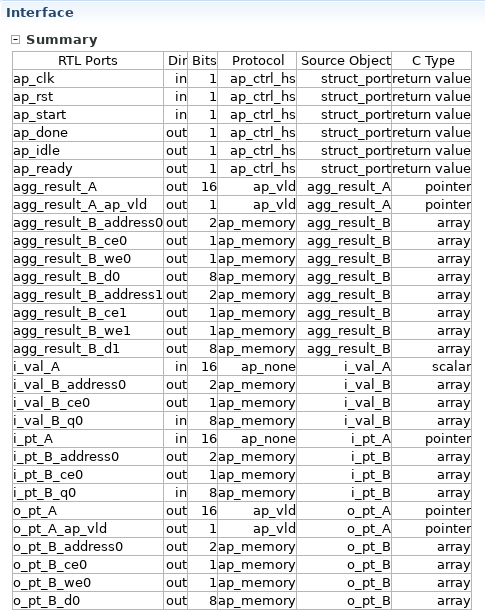 Interface
Summary
RTL Ports Dir Bits Protocol Source Object C Type
ap_clk in 1 ap_ctrl_hs struct_port return value
ap_rst in 1 ap_ctrl_hs struct_port return value
ap_start in 1 ap_ctrl_hs struct_port return value
ap_done out 1 ap_ctrl_hs struct_port return value
ap_idle out 1 ap_ctrl_hs struct_port return value
ap_ready out 1 ap_ctrl_hs struct_port return value
agg_result_A out 16 ap_vld agg_result_A pointer
agg_result_A_ap_vld out 1 ap_vld agg_result_A pointer
agg_result_B_address0 out 2 ap_memory agg_result_B array
agg_result_B_ce0 out 1 ap_memory agg_result_B array
agg_result_B_we0 out 1 ap_memory agg_result_B array
agg_result_B_d0 out 8 ap_memory agg_result_B array
agg_result_B_address1 out 2 ap_memory agg_result_B array
agg_result_B_ce1 out 1 ap_memory agg_result_B array
agg_result_B_we1 out 1 ap_memory agg_result_B array
agg_result_B_d1 out 8 ap_memory agg_result_B array
i_val_A in 16 ap_none i_val_A scalar
i_val_B_address0 out 2 ap_memory i_val_B array
i_val_B_ce0 out 1 ap_memory i_val_B array
i_val_B_q0 in 8 ap_memory i_val_B array
i_pt_A in 16 ap_none i_pt_A pointer
i_pt_B_address0 out 2 ap_memory i_pt_B array
i_pt_B_ce0 out 1 ap_memory i_pt_B array
i_pt_B_q0 in 8 ap_memory i_pt_B array
o_pt_A out 16 ap_vld o_pt_A pointer
o_pt_A_ap_vld out 1 ap_vld o_pt_A pointer
o_pt_B_address0 out 2 ap_memory o_pt_B array
o_pt_B_ce0 out 1 ap_memory o_pt_B array
o_pt_B_we0 out 1 ap_memory o_pt_B array
o_pt_B_d0 out 8 ap_memory o_pt_B array